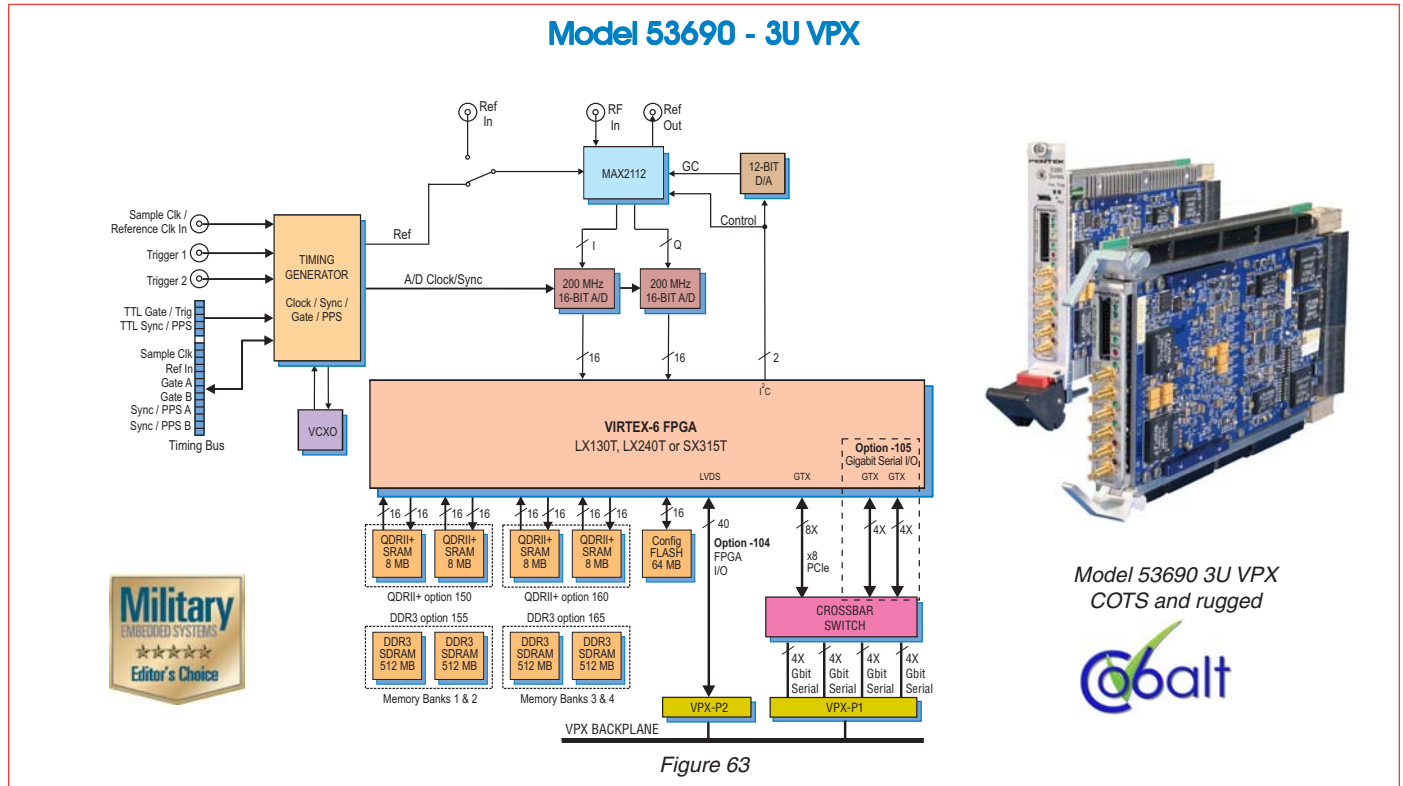 Model 53690 - 3U VPX
Ref
In
RF
In
Ref
Out
MAX2112
GC
12-BIT
D/A
Control
Sample Clk /
Reference Clk In
Trigger 1
Trigger 2
TTL Gate / Trig
TTL Sync / PPS
Sample Clk
Ref In
Gate A
Gate B
Sync / PPS A
Sync / PPS B
Timing Bus
TIMING
GENERATOR
Clock / Sync /
Gate / PPS
VCXO
Ref
A/D Clock/Sync
I
Q
200 MHz
16-BIT A/D
200 MHz
16-BIT A/D
16
16
2
I2C
VIRTEX-6 FPGA
LX130T, LX240T or SX315T
LVDS
GTX
Option -105
Gigabit Serial I/O
GTX GTX
16 16 16 16 16 16 16 16 16
QDRII+
SRAM
8 MB
QDRII+
SRAM
8 MB
QDRII+
SRAM
8 MB
QDRII+
SRAM
8 MB
Config
FLASH
64 MB
QDRII+ option 150
QDRII+ option 160
DDR3 option 155
DDR3 option 165
DDR3
SDRAM
512 MB
DDR3
SDRAM
512 MB
DDR3
SDRAM
512 MB
DDR3
SDRAM
512 MB
Memory Banks 1 & 2
Memory Banks 3 & 4
40
Option -104
FPGA
I/O
8X
x8
PCIe
4X
4X
CROSSBAR
SWITCH
4X
Gbit
Serial
4X
Gbit
Serial
4X
Gbit
Serial
4X
Gbit
Serial
VPX-P2
VPX-P1
VPX BACKPLANE
Figure 63
Military
EMBEDDED SYSTEMS
Editor's Choice
PENTEK
Model 53690 3U VPX
COTS and rugged
Cobalt